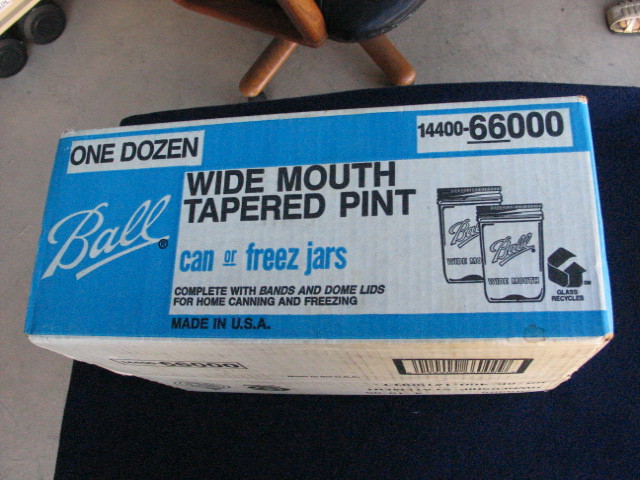 ONE DOZEN
14400-66000
WIDE MOUTH
TAPERED PINT
Ball®
can or freez jars
COMPLETE WITH BANDS AND DOME LIDS
FOR HOME CANNING AND FREEZING
MADE IN U.S.A.
Ball
WIDE MO
Ball
WIDE MOUTH
GLASS
RECYCLES
66000